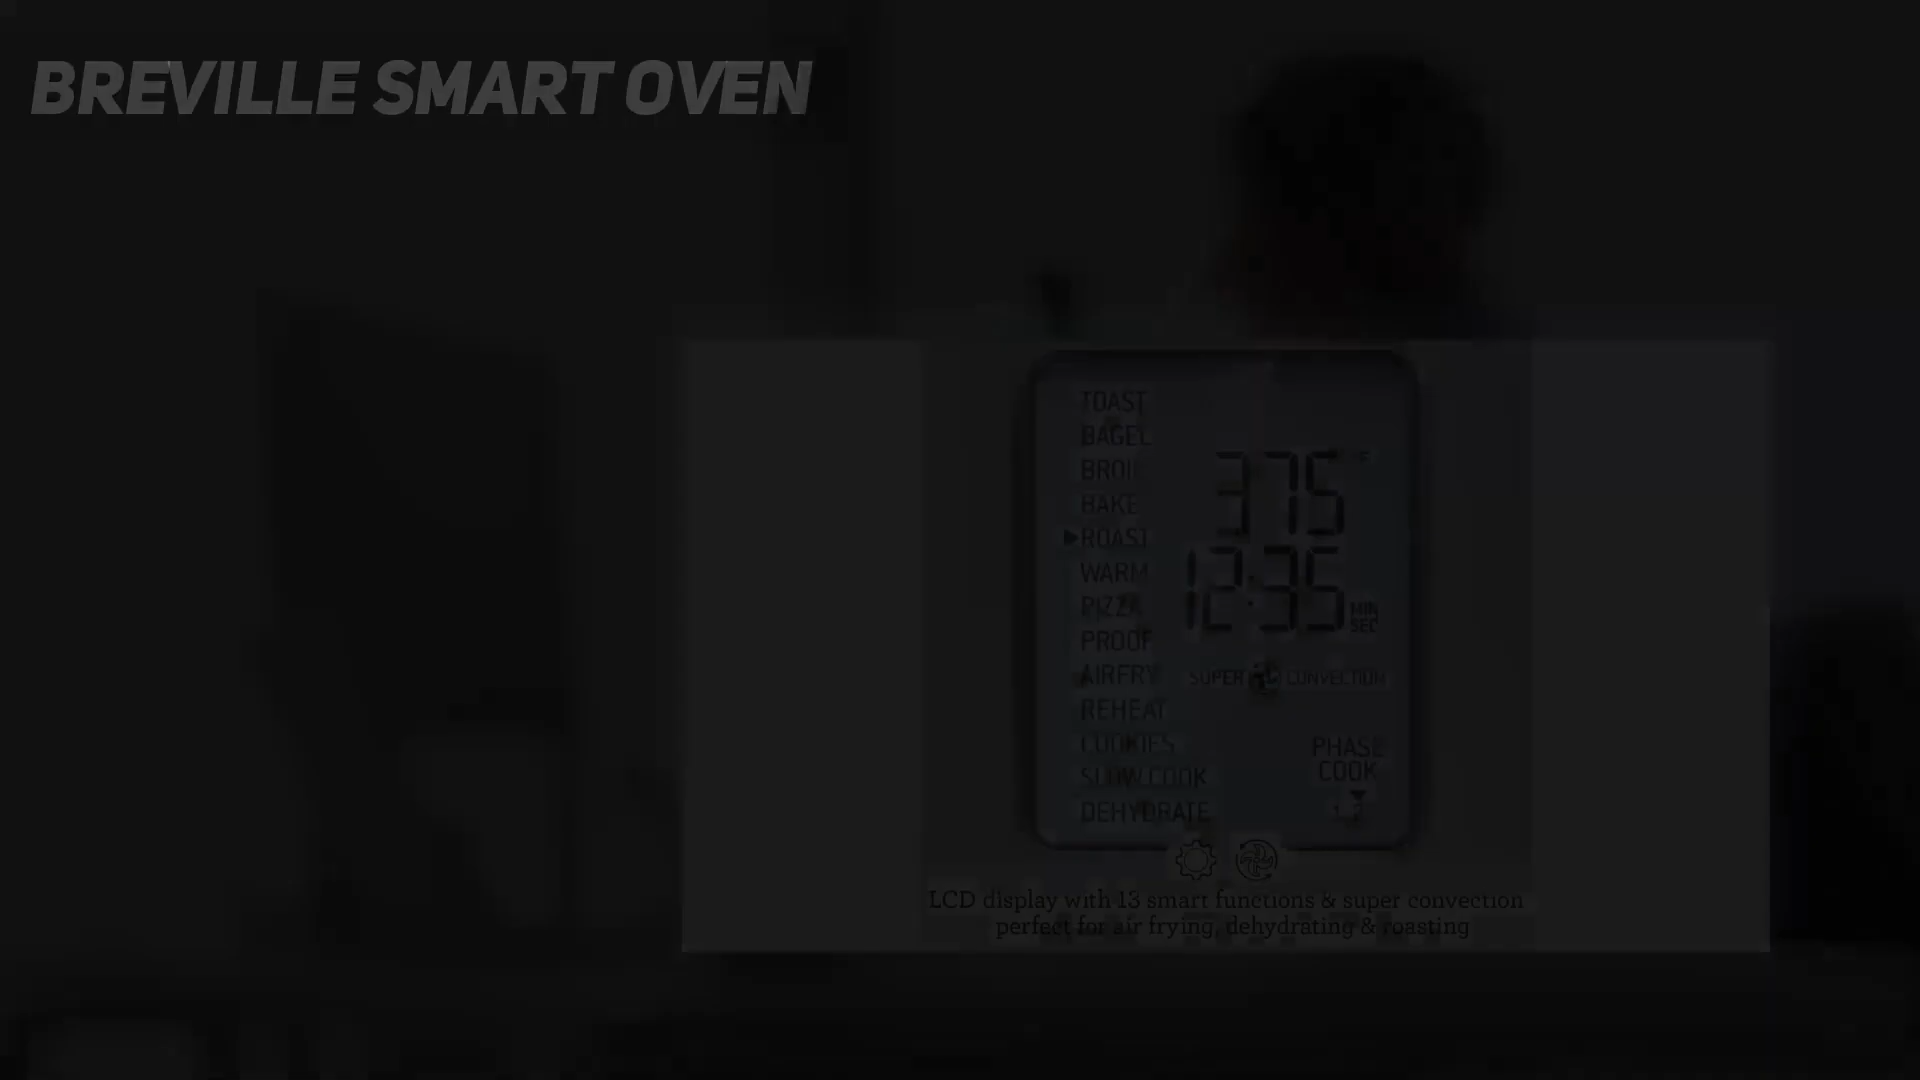 BREVILLE SMART OVEN
TOAST
BAGEL
BROIL
BAKE
ROAST
WARM
PIZZA
PROOF
AIRFRY
REHEAT
COOKIES
SLOW COOK
DEHYDRATE
375 °F
12:35 MIN SEC
SUPER CONVECTION
PHASE
COOK
1 2
LCD display with 13 smart functions & super convection
perfect for air frying, dehydrating & roasting